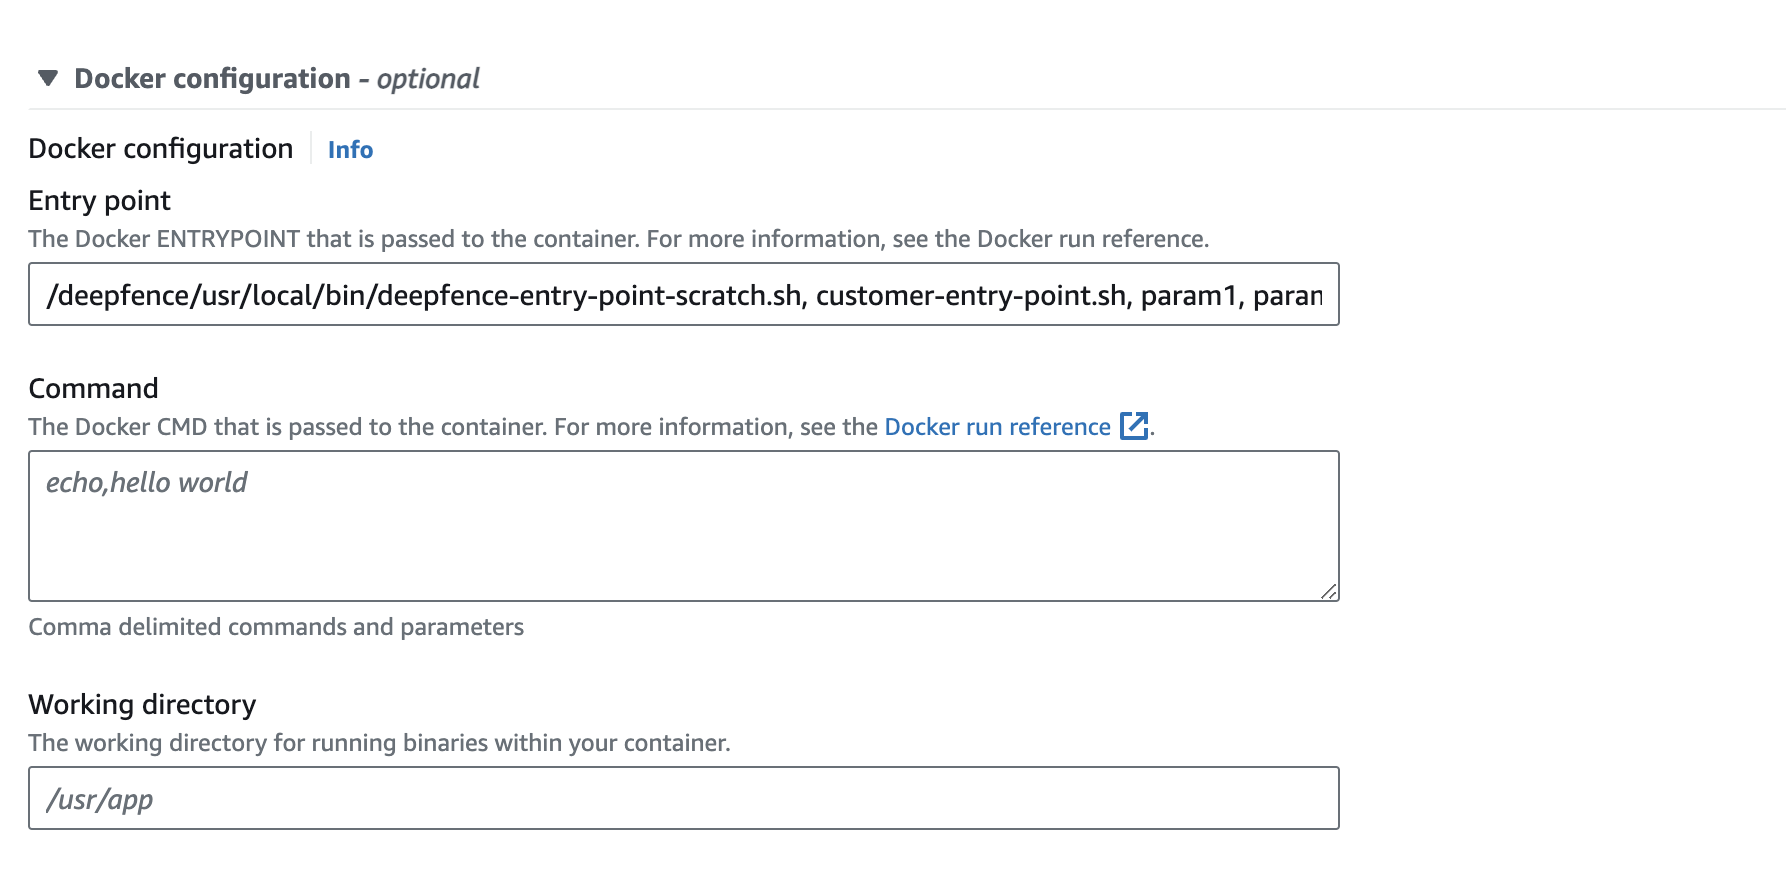 Docker configuration - optional
Docker configuration Info
Entry point
The Docker ENTRYPOINT that is passed to the container. For more information, see the Docker run reference.
/deepfence/usr/local/bin/deepfence-entry-point-scratch.sh, customer-entry-point.sh, param1, param
Command
The Docker CMD that is passed to the container. For more information, see the Docker run reference.
echo,hello world
Comma delimited commands and parameters
Working directory
The working directory for running binaries within your container.
/usr/app